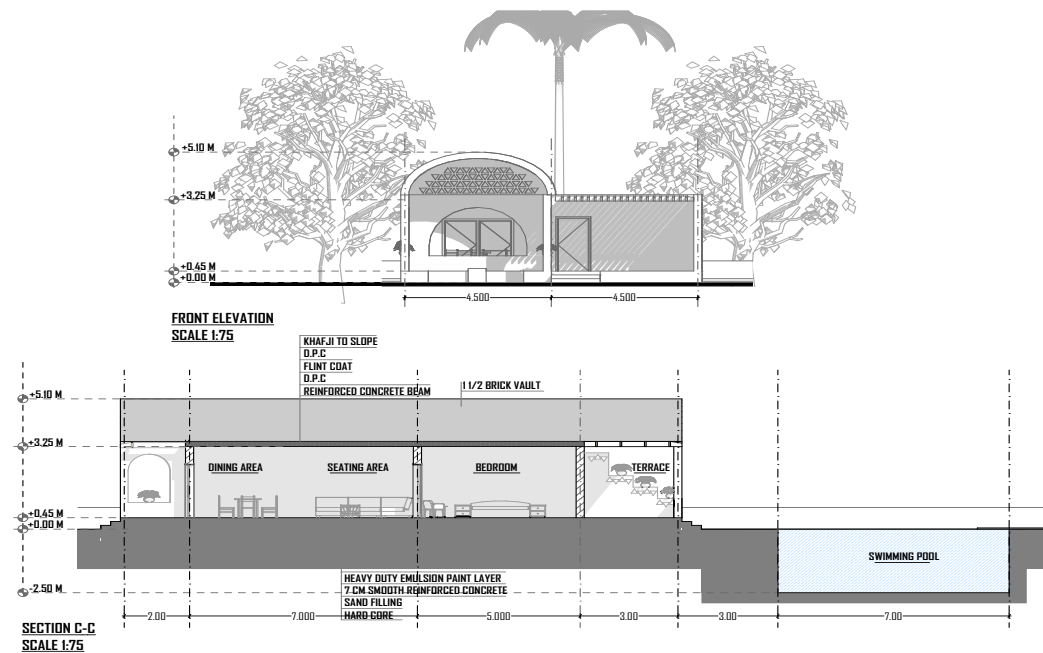 +5.10 M
+3.25 M
+0.45 M
+0.00 M
4.500
4.500
FRONT ELEVATION
SCALE 1:75
KHAFJI TO SLOPE
D.P.C
FLINT COAT
D.P.C
REINFORCED CONCRETE BEAM
1 1/2 BRICK VAULT
+5.10 M
+3.25 M
DINING AREA
SEATING AREA
BEDROOM
TERRACE
+0.45 M
+0.00 M
SWIMMING POOL
HEAVY DUTY EMULSION PAINT LAYER
7 CM SMOOTH REINFORCED CONCRETE
SAND FILLING
HARD CORE
-2.50 M
2.00
7.000
5.000
3.00
3.00
7.00
SECTION C-C
SCALE 1:75